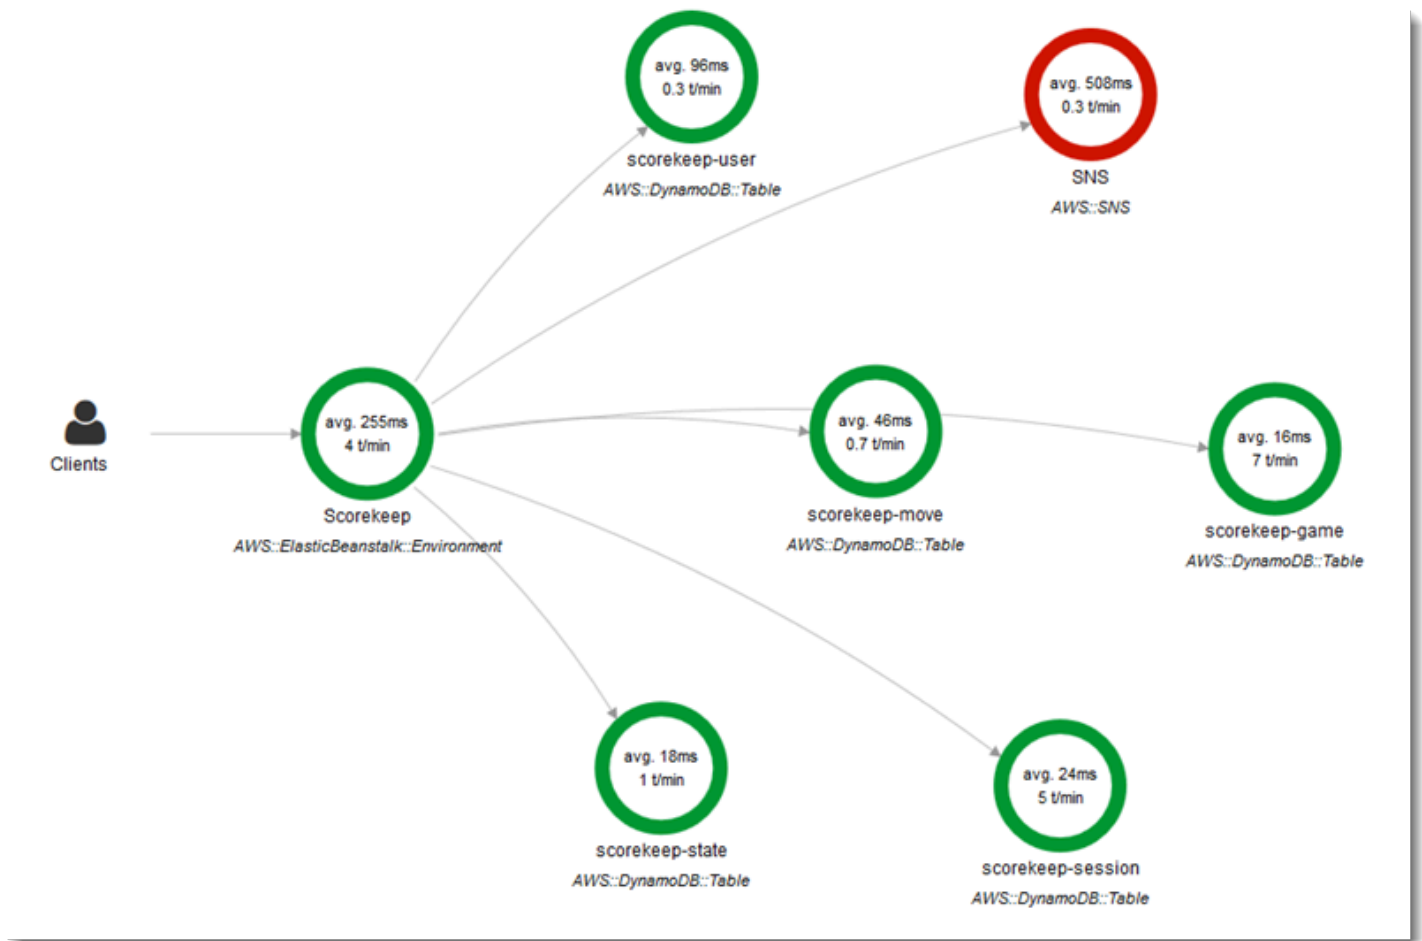 avg. 96ms
0.3 t/min
scorekeep-user
AWS::DynamoDB::Table
avg. 508ms
0.3 t/min
SNS
AWS::SNS
Clients
avg. 255ms
4 t/min
Scorekeep
AWS::ElasticBeanstalk::Environment
avg. 46ms
0.7 t/min
scorekeep-move
AWS::DynamoDB::Table
avg. 16ms
7 t/min
scorekeep-game
AWS::DynamoDB::Table
avg. 18ms
1 t/min
scorekeep-state
AWS::DynamoDB::Table
avg. 24ms
5 t/min
scorekeep-session
AWS::DynamoDB::Table